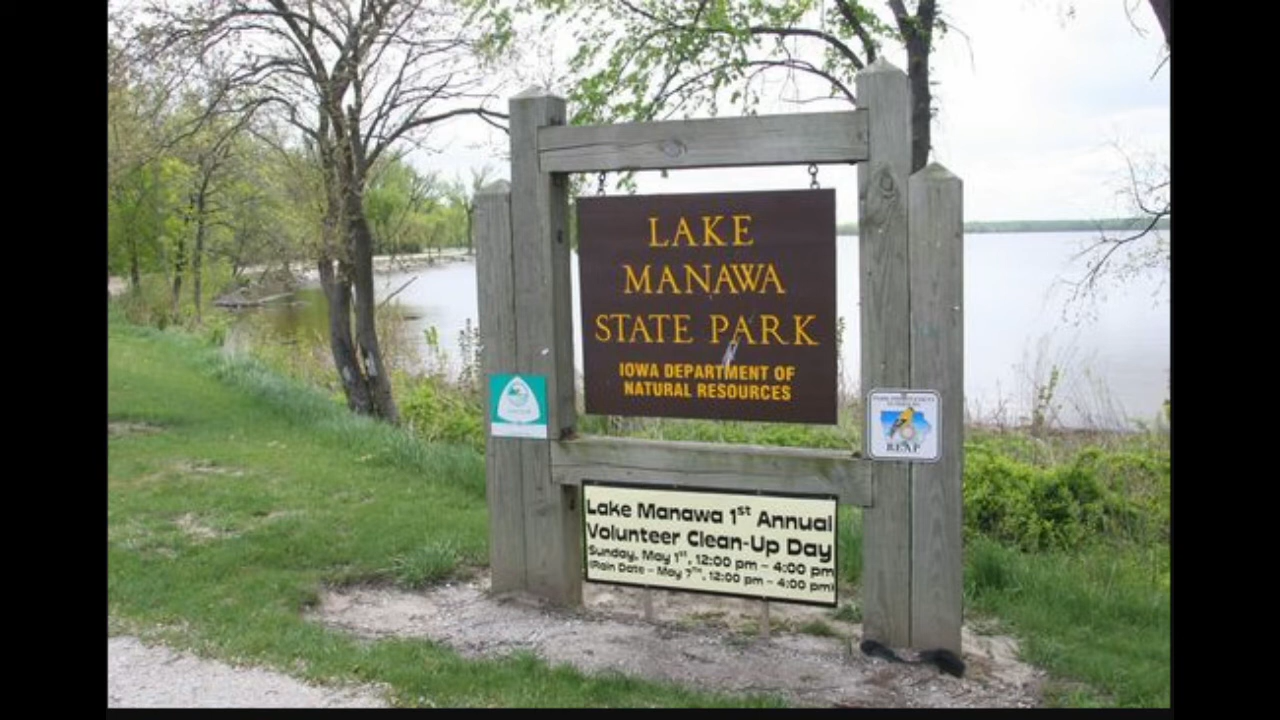 LAKE
MANAWA
STATE PARK
IOWA DEPARTMENT OF
NATURAL RESOURCES
REAP
Lake Manawa 1st Annual
Volunteer Clean-Up Day
Sunday, May 1st, 12:00 pm - 4:00 pm
(Rain Date - May 7TH, 12:00 pm - 4:00 pm)